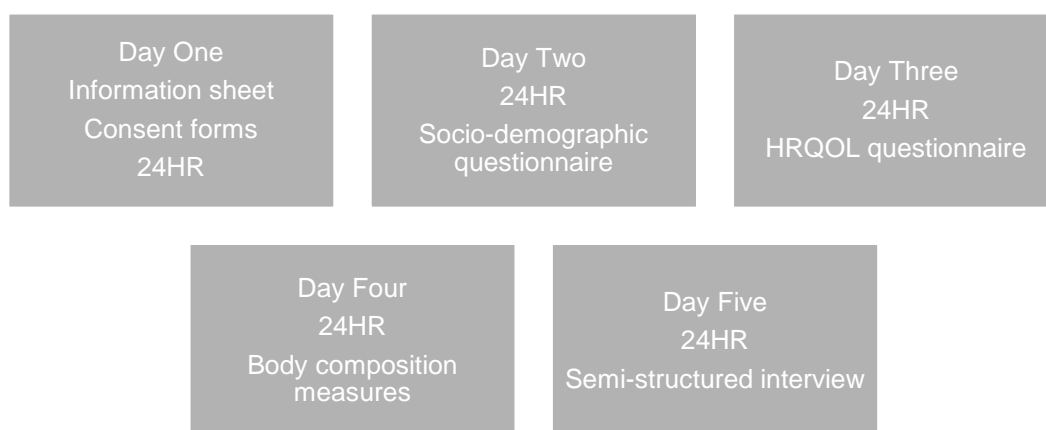 Day One
Information sheet
Consent forms
24HR
Day Two
24HR
Socio-demographic
questionnaire
Day Three
24HR
HRQOL questionnaire
Day Four
24HR
Body composition
measures
Day Five
24HR
Semi-structured interview